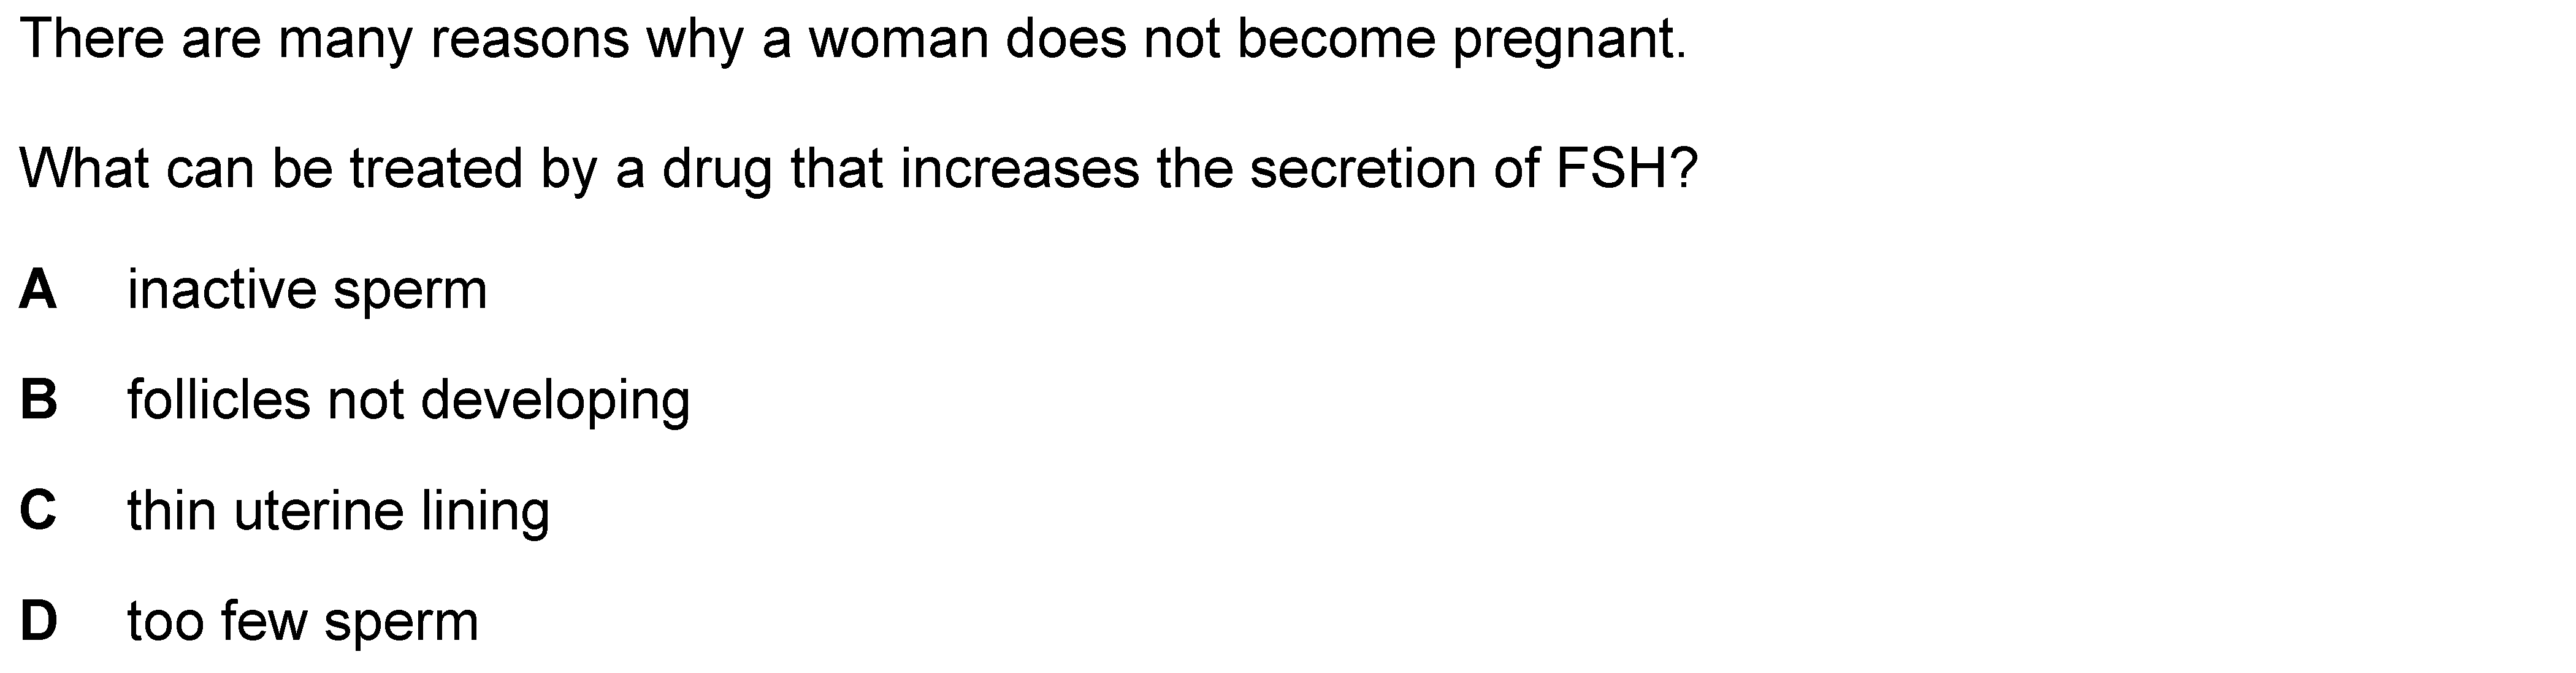 There are many reasons why a woman does not become pregnant.
What can be treated by a drug that increases the secretion of FSH?
A inactive sperm
B follicles not developing
C thin uterine lining
D too few sperm